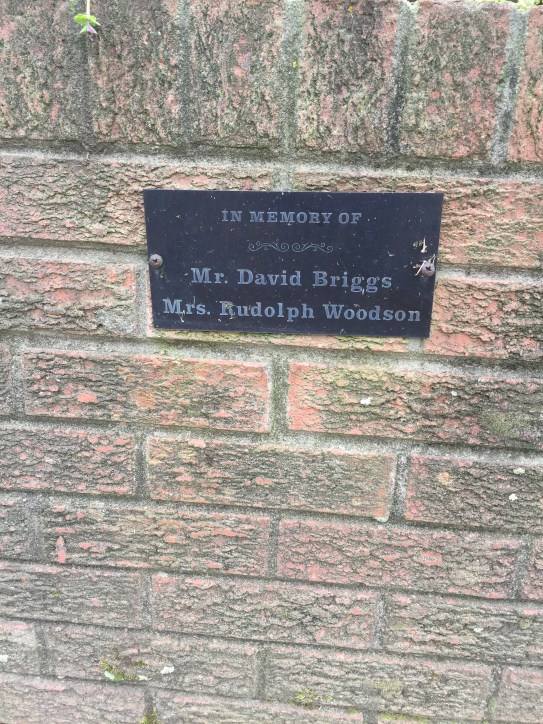 IN MEMORY OF
Mr. David Briggs
Mrs. Rudolph Woodson